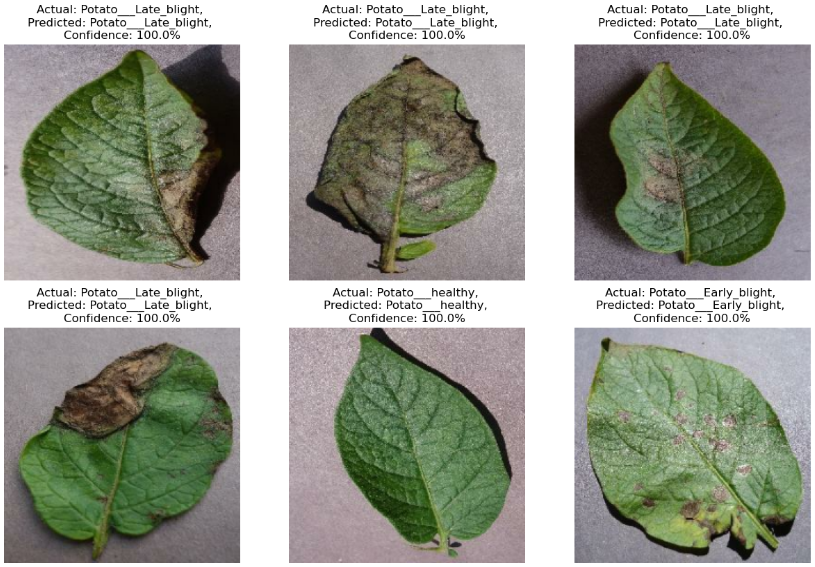 Actual: Potato___Late_blight,
Predicted: Potato___Late_blight,
Confidence: 100.0%
Actual: Potato___Late_blight,
Predicted: Potato___Late_blight,
Confidence: 100.0%
Actual: Potato___Late_blight,
Predicted: Potato___Late_blight,
Confidence: 100.0%
Actual: Potato___Late_blight,
Predicted: Potato___Late_blight,
Confidence: 100.0%
Actual: Potato___healthy,
Predicted: Potato___healthy,
Confidence: 100.0%
Actual: Potato___Early_blight,
Predicted: Potato___Early_blight,
Confidence: 100.0%